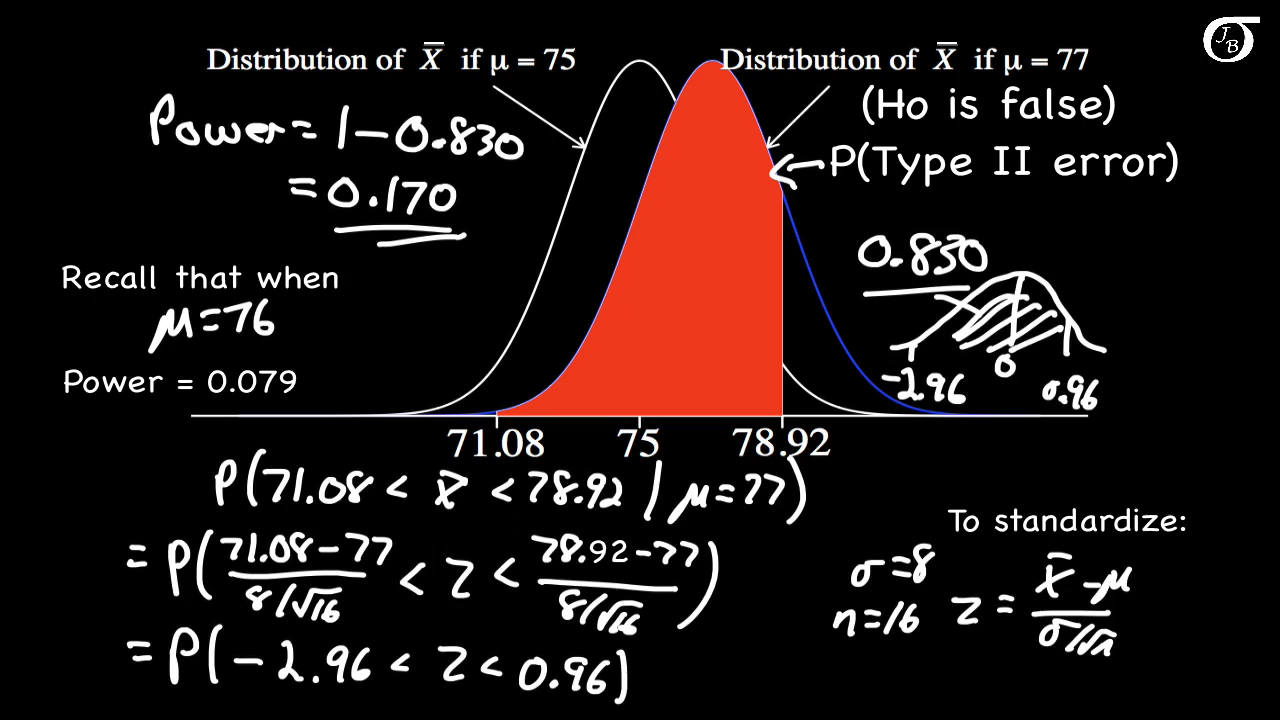 Distribution of X̄ if μ = 75
Distribution of X̄ if μ = 77
JB
(Ho is false)
Power = 1 – 0.830
= 0.170
P(Type II error)
0.830
Recall that when
μ = 76
Power = 0.079
-2.96 0 0.96
71.08 75 78.92
P(71.08 < x̄ < 78.92 | μ = 77)
= P( (71.08 – 77)/(8/√16) < Z < (78.92 – 77)/(8/√16) )
= P( – 2.96 < Z < 0.96)
To standardize:
σ = 8
n = 16
Z = (x̄ – μ)/(σ/√n)